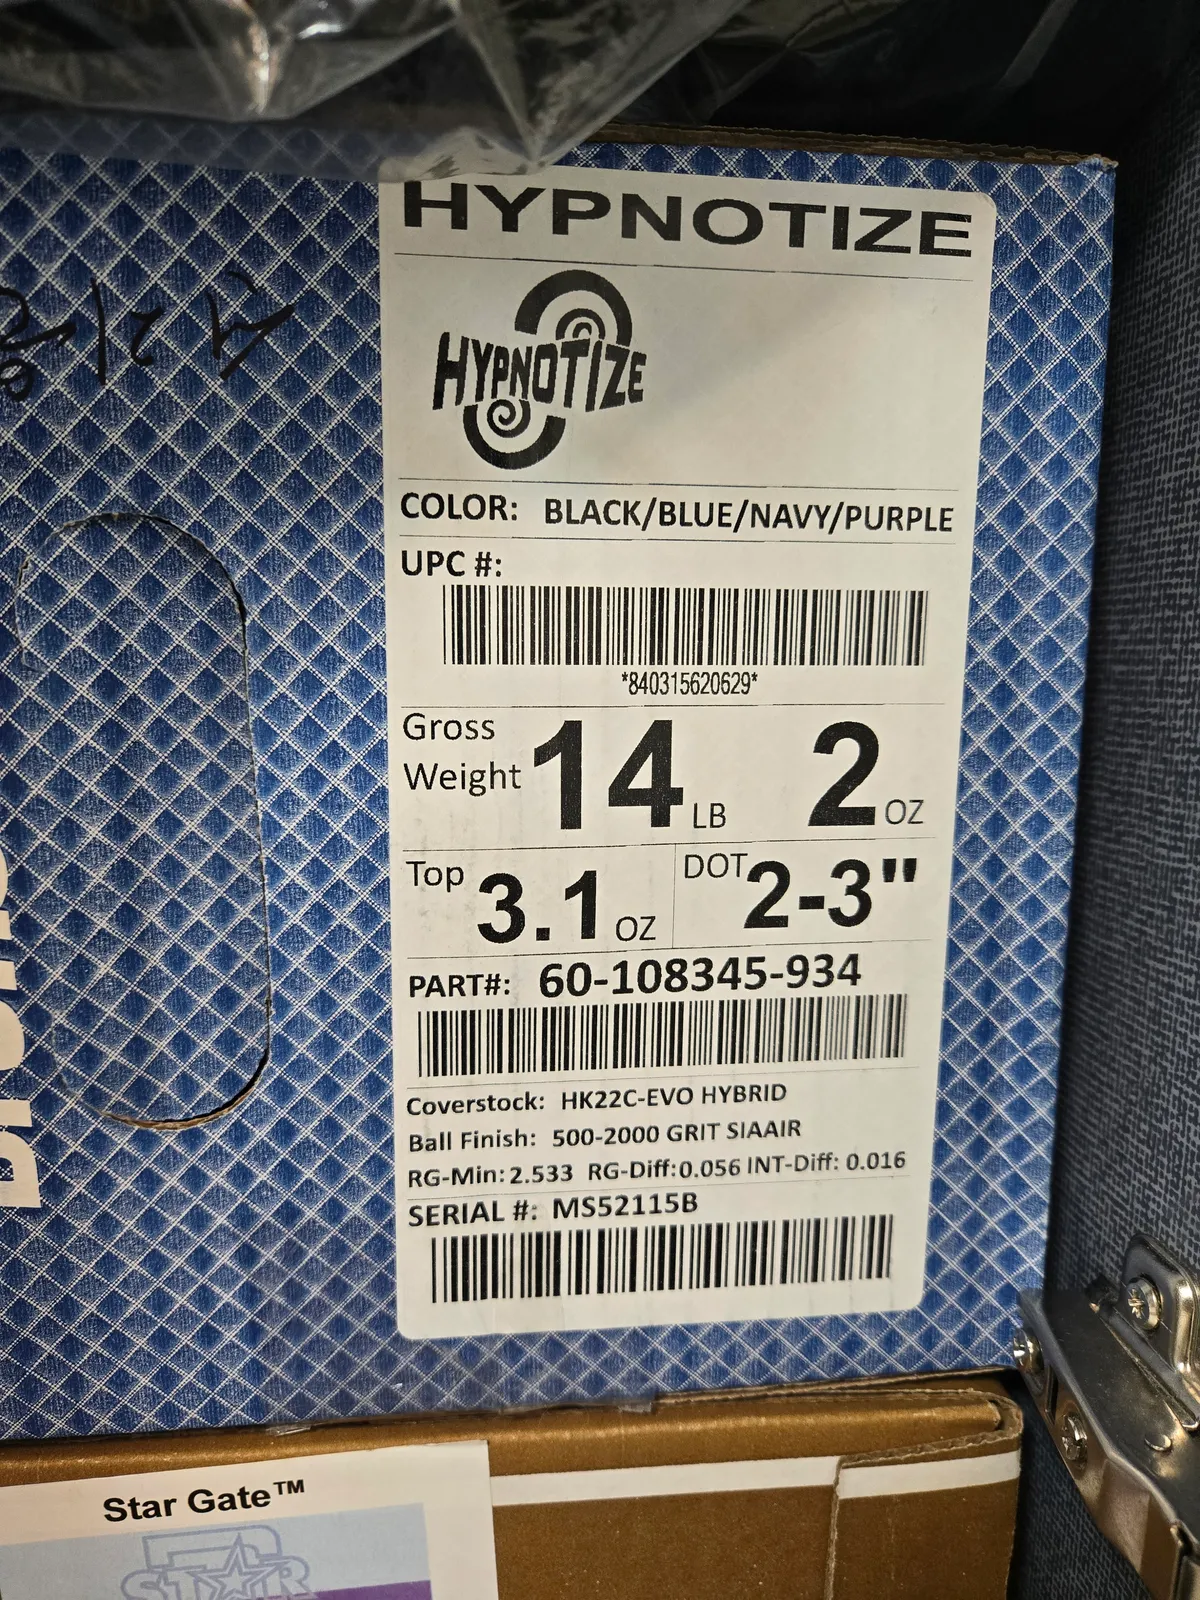 HYPNOTIZE
HYPNOTIZE
COLOR: BLACK/BLUE/NAVY/PURPLE
UPC #:
*840315620629*
Gross Weight 14 LB 2 OZ
Top 3.1 OZ DOT 2-3"
PART#: 60-108345-934
Coverstock: HK22C-EVO HYBRID
Ball Finish: 500-2000 GRIT SIAAIR
RG-Min: 2.533 RG-Diff: 0.056 INT-Diff: 0.016
SERIAL #: MS52115B
Star Gate™
STAR